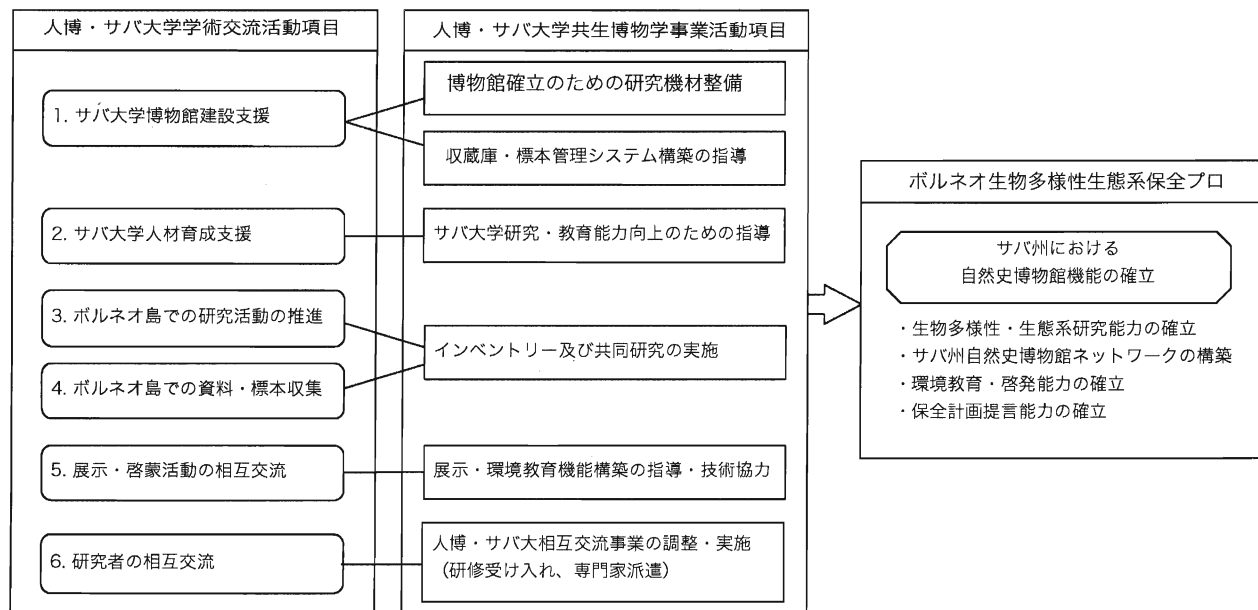 人博・サバ大学学術交流活動項目
1. サバ大学博物館建設支援
2. サバ大学人材育成支援
3. ボルネオ島での研究活動の推進
4. ボルネオ島での資料・標本収集
5. 展示・啓蒙活動の相互交流
6. 研究者の相互交流
人博・サバ大学共生博物学事業活動項目
博物館確立のための研究機材整備
収蔵庫・標本管理システム構築の指導
サバ大学研究・教育能力向上のための指導
インベントリー及び共同研究の実施
展示・環境教育機能構築の指導・技術協力
人博・サバ大相互交流事業の調整・実施
（研修受け入れ、専門家派遣）
ボルネオ生物多様性生態系保全プロ
サバ州における
自然史博物館機能の確立
・生物多様性・生態系研究能力の確立
・サバ州自然史博物館ネットワークの構築
・環境教育・啓発能力の確立
・保全計画提言能力の確立